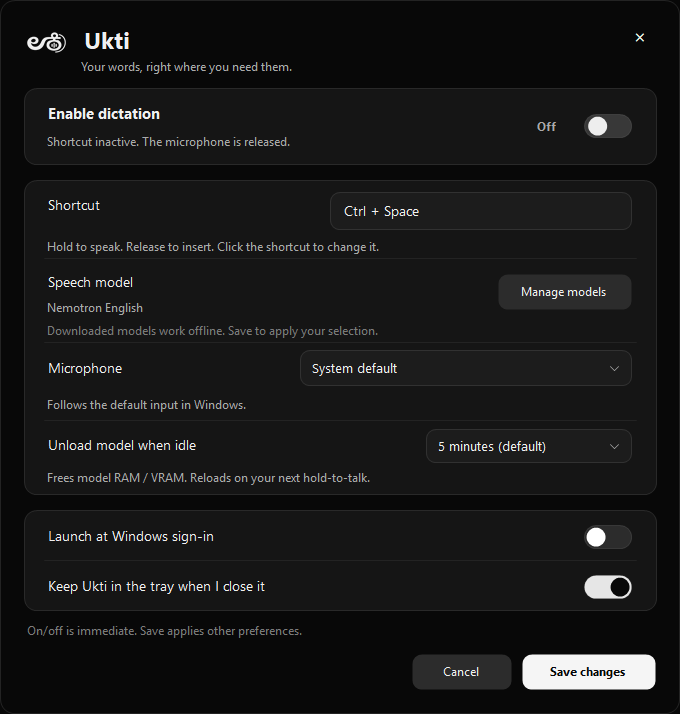 Ukti
Your words, right where you need them.
Enable dictation
Off
Shortcut inactive. The microphone is released.
Shortcut
Ctrl + Space
Hold to speak. Release to insert. Click the shortcut to change it.
Speech model
Manage models
Nemotron English
Downloaded models work offline. Save to apply your selection.
Microphone
System default
Follows the default input in Windows.
Unload model when idle
5 minutes (default)
Frees model RAM / VRAM. Reloads on your next hold-to-talk.
Launch at Windows sign-in
Keep Ukti in the tray when I close it
On/off is immediate. Save applies other preferences.
Cancel
Save changes